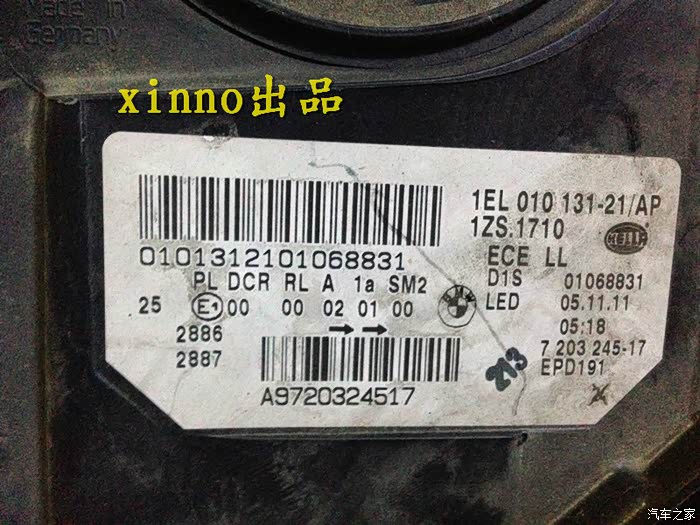 Made in
Germany
xinno出品
1EL 010 131-21/AP
1ZS.1710
HELLA
0101312101068831
ECE LL
PL DCR RL A 1a SM2
D1S 01068831
25 E1 00 00 02 01 00
BMW
LED 05.11.11
→→
05:18
2886
2887
7 203 245-17
213
EPD191
A9720324517
汽车之家